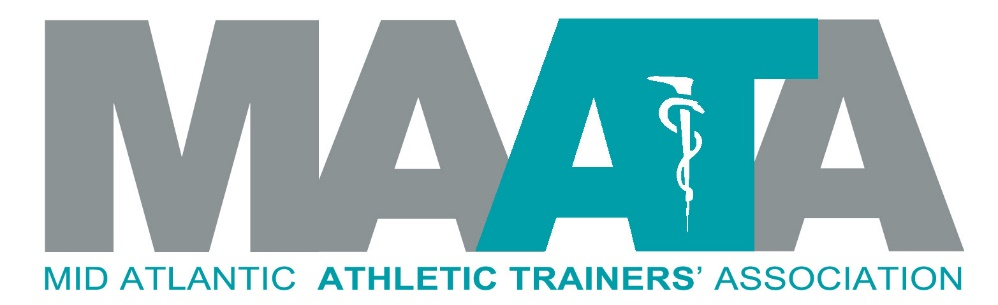 MAATA
MID ATLANTIC ATHLETIC TRAINERS' ASSOCIATION